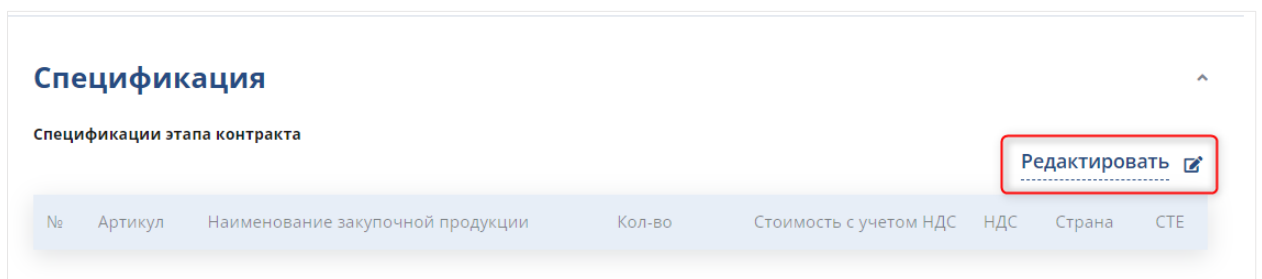 Спецификация
Спецификации этапа контракта
Редактировать
№ Артикул Наименование закупочной продукции Кол-во Стоимость с учетом НДС НДС Страна СТЕ